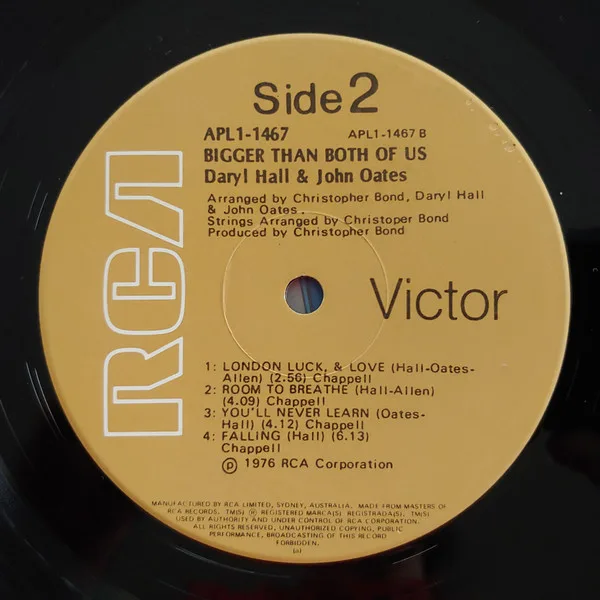 Side 2
APL1-1467 APL1-1467 B
BIGGER THAN BOTH OF US
Daryl Hall & John Oates
Arranged by Christopher Bond, Daryl Hall
& John Oates.
Strings Arranged by Christoper Bond
Produced by Christopher Bond
RCA
Victor
1: LONDON LUCK, & LOVE (Hall-Oates-
Allen) (2.56) Chappell
2: ROOM TO BREATHE (Hall-Allen)
(4.09) Chappell
3: YOU'LL NEVER LEARN (Oates-
Hall) (4.12) Chappell
4: FALLING (Hall) (6.13)
Chappell
℗ 1976 RCA Corporation
MANUFACTURED BY RCA LIMITED, SYDNEY, AUSTRALIA. MADE FROM MASTERS OF
RCA RECORDS. TM(S) ® REGISTERED MARCA(S) REGISTRADA(S). TM(S)
USED BY AUTHORITY AND UNDER CONTROL OF RCA CORPORATION.
ALL RIGHTS RESERVED, UNAUTHORIZED COPYING, PUBLIC
PERFORMANCE, BROADCASTING OF THIS RECORD
FORBIDDEN.